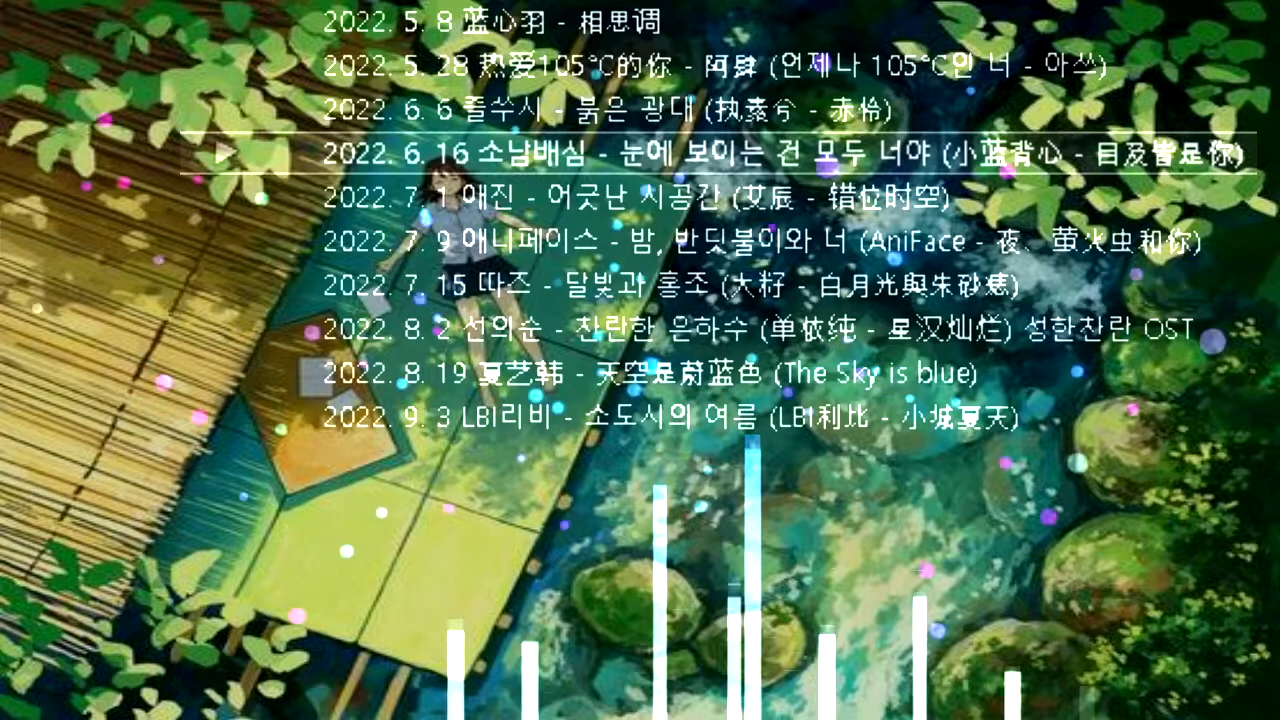 2022. 5. 8 蓝心羽 - 相思调
2022. 5. 28 热爱105°C的你 - 阿肆 (언제나 105°C인 너 - 아쓰)
2022. 6. 6 즐쑤시 - 붉은 광대 (执素兮 - 赤伶)
2022. 6. 16 소남배심 - 눈에 보이는 건 모두 너야 (小蓝背心 - 目及皆是你)
2022. 7. 1 애진 - 어긋난 시공간 (艾辰 - 错位时空)
2022. 7. 9 애니페이스 - 밤, 반딧불이와 너 (AniFace - 夜、萤火虫和你)
2022. 7. 15 따즈 - 달빛과 홍조 (大籽 - 白月光與朱砂痣)
2022. 8. 2 선의순 - 찬란한 은하수 (单依纯 - 星汉灿烂) 성한찬란 OST
2022. 8. 19 夏艺韩 - 天空是蔚蓝色 (The Sky is blue)
2022. 9. 3 LBI리비 - 소도시의 여름 (LBI利比 - 小城夏天)